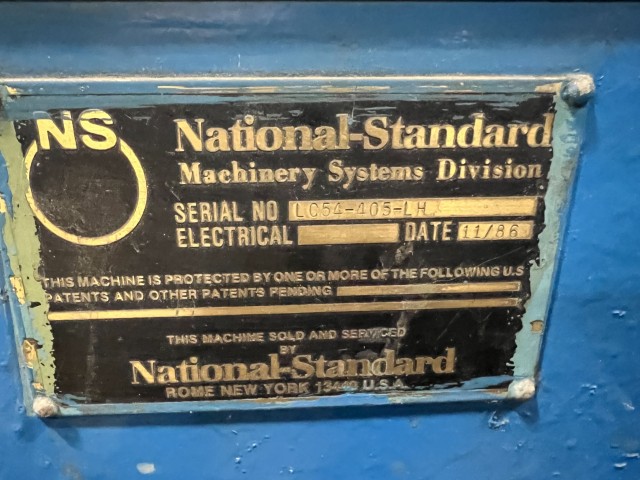 NS
National-Standard
Machinery Systems Division
SERIAL NO LC54-405-LH
ELECTRICAL DATE 11/86
THIS MACHINE IS PROTECTED BY ONE OR MORE OF THE FOLLOWING U.S
PATENTS AND OTHER PATENTS PENDING
THIS MACHINE SOLD AND SERVICED
BY
National-Standard
ROME NEW YORK 13440 U.S.A.